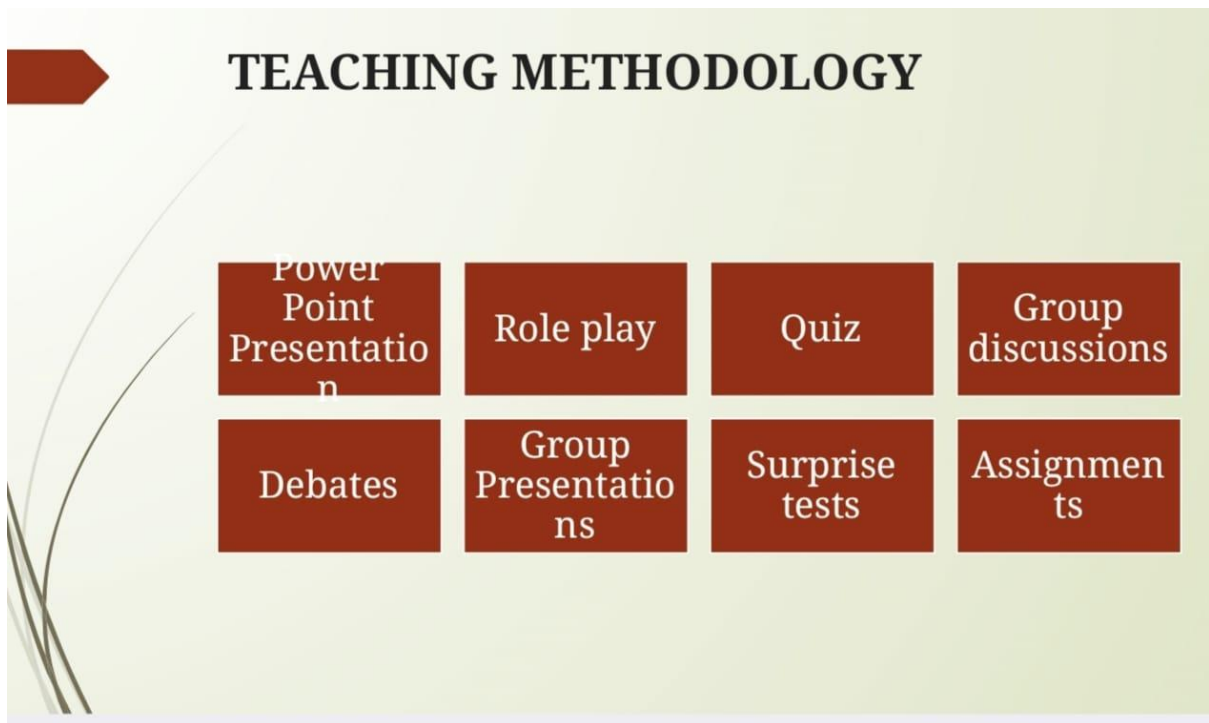 TEACHING METHODOLOGY
Power
Point
Presentatio
n
Role play
Quiz
Group
discussions
Debates
Group
Presentatio
ns
Surprise
tests
Assignmen
ts